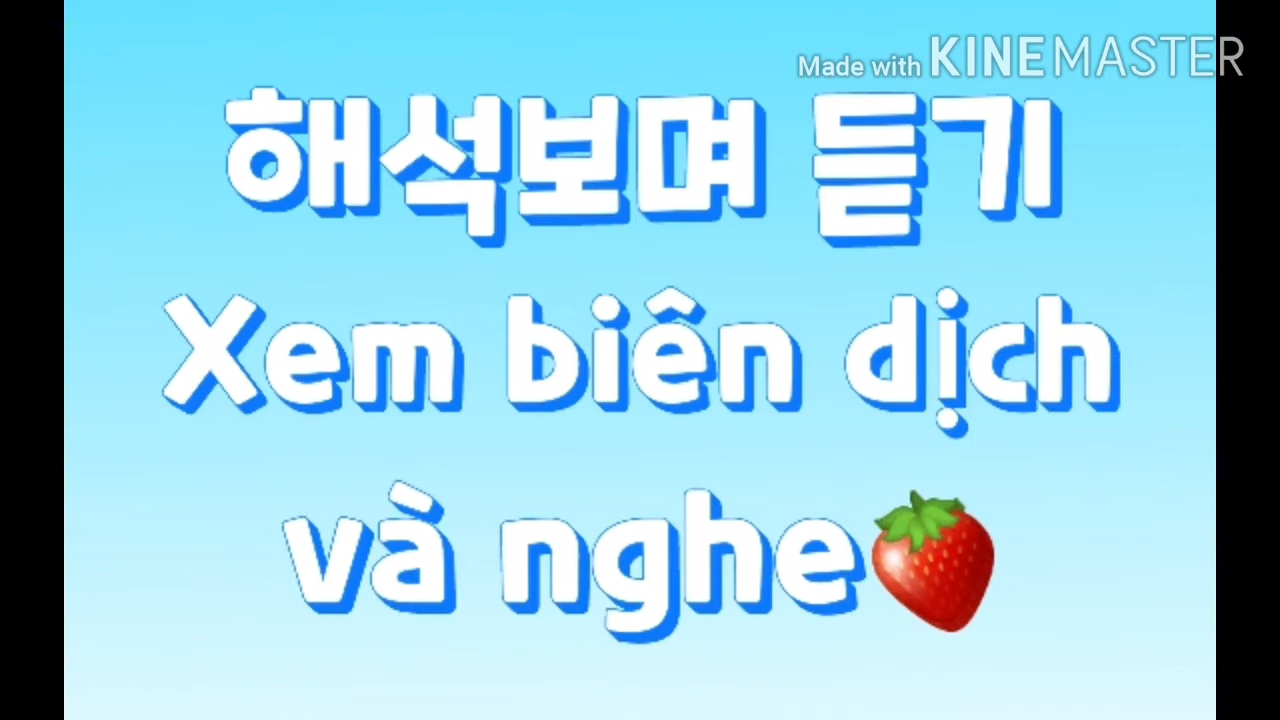 Made with KINEMASTER
해석보며 듣기
Xem biên dịch
và nghe